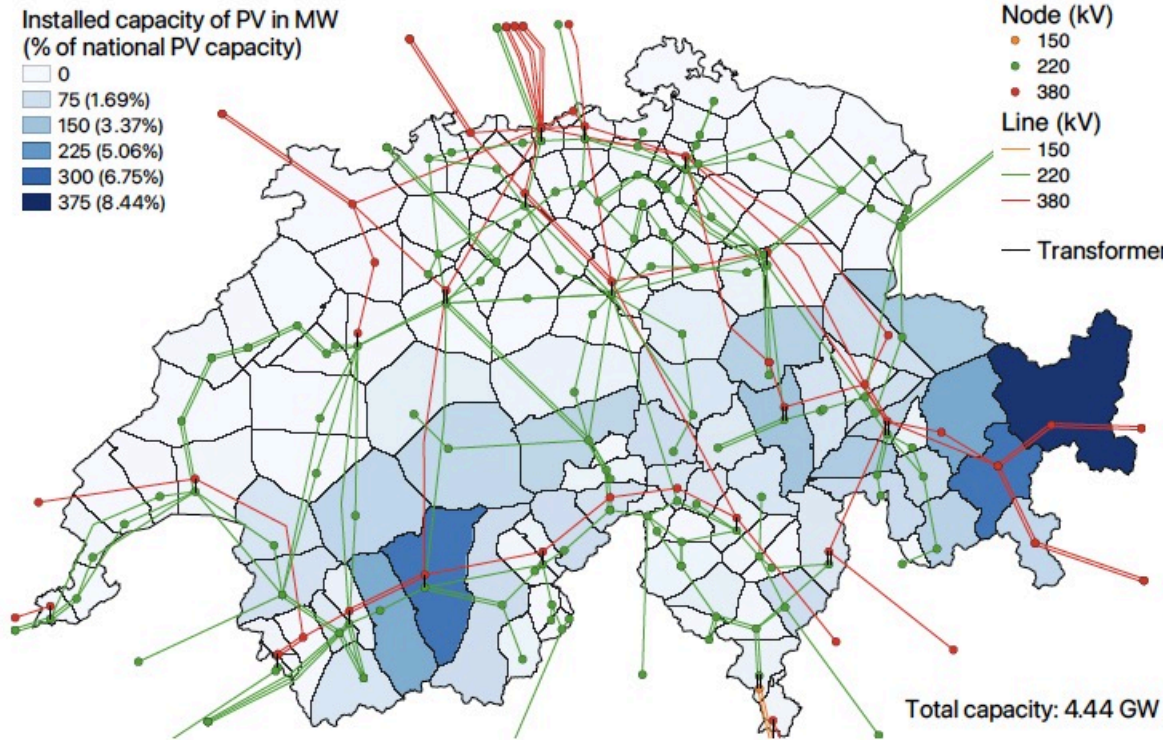 Installed capacity of PV in MW
(% of national PV capacity)
0
75 (1.69%)
150 (3.37%)
225 (5.06%)
300 (6.75%)
375 (8.44%)
Node (kV)
150
220
380
Line (kV)
150
220
380
Transformer
Total capacity: 4.44 GW